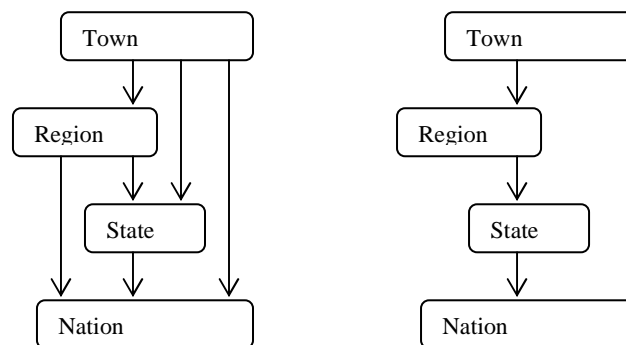 Town
Town
Region
Region
State
State
Nation
Nation